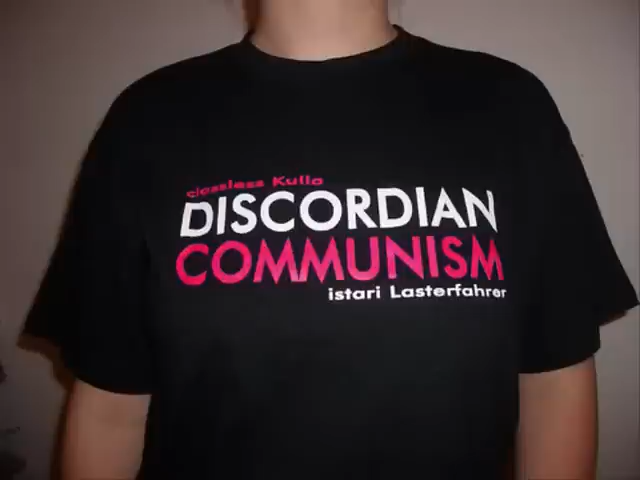 classless Kulla
DISCORDIAN
COMMUNISM
istari Lasterfahrer